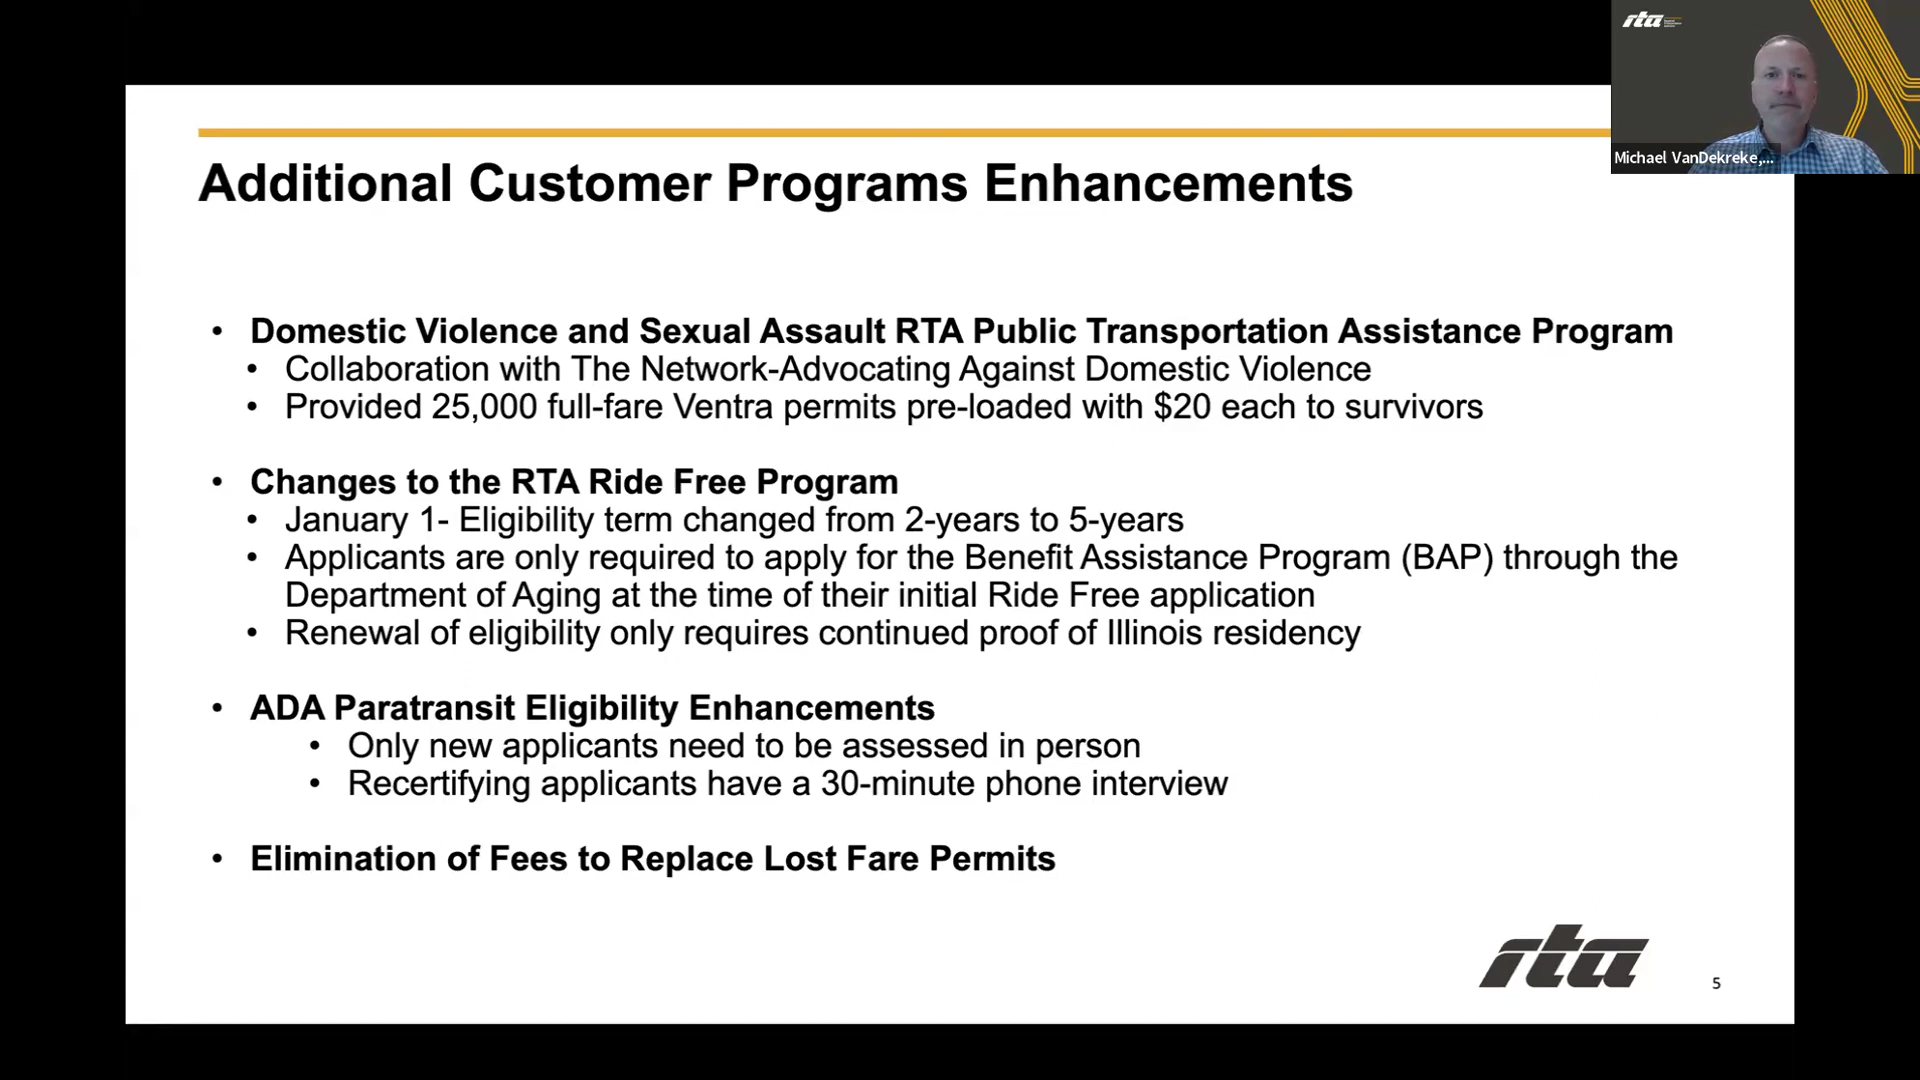 rta
Michael VanDekreke,...
Additional Customer Programs Enhancements
• Domestic Violence and Sexual Assault RTA Public Transportation Assistance Program
• Collaboration with The Network-Advocating Against Domestic Violence
• Provided 25,000 full-fare Ventra permits pre-loaded with $20 each to survivors
• Changes to the RTA Ride Free Program
• January 1- Eligibility term changed from 2-years to 5-years
• Applicants are only required to apply for the Benefit Assistance Program (BAP) through the
Department of Aging at the time of their initial Ride Free application
• Renewal of eligibility only requires continued proof of Illinois residency
• ADA Paratransit Eligibility Enhancements
• Only new applicants need to be assessed in person
• Recertifying applicants have a 30-minute phone interview
• Elimination of Fees to Replace Lost Fare Permits
rta
5